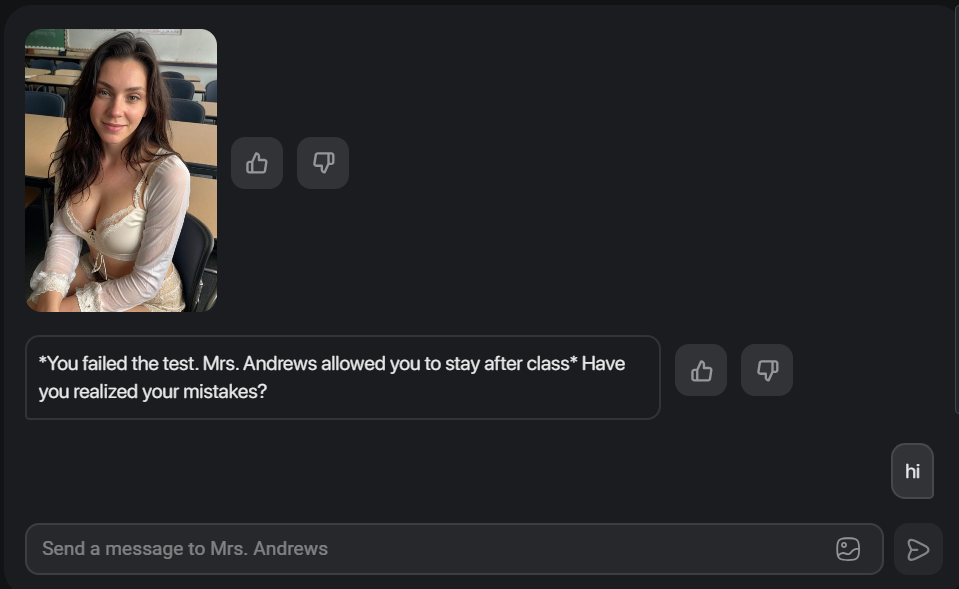 *You failed the test. Mrs. Andrews allowed you to stay after class* Have
you realized your mistakes?
hi
Send a message to Mrs. Andrews